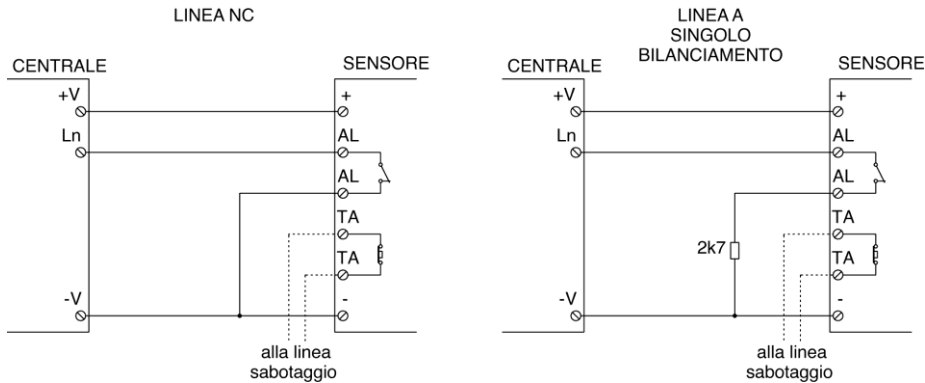 LINEA NC
CENTRALE
SENSORE
+V
+
Ln
AL
AL
TA
TA
-V
-
alla linea
sabotaggio
LINEA A
SINGOLO
BILANCIAMENTO
CENTRALE
SENSORE
+V
+
Ln
AL
AL
TA
2k7
TA
-V
-
alla linea
sabotaggio